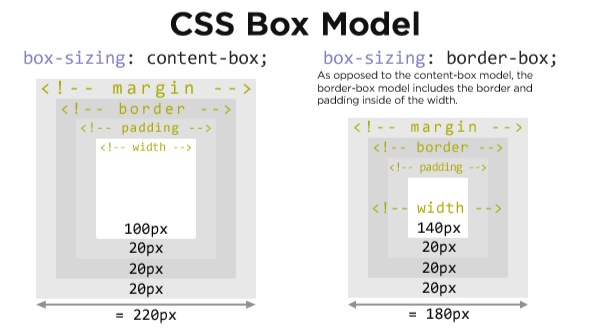 CSS Box Model
box-sizing: content-box;
<!-- margin -->
<!-- border -->
<!-- padding -->
<!-- width -->
100px
20px
20px
20px
= 220px
box-sizing: border-box;
As opposed to the content-box model, the
border-box model includes the border and
padding inside of the width.
<!-- margin -->
<!-- border -->
<!-- padding -->
<!-- width -->
140px
20px
20px
20px
= 180px